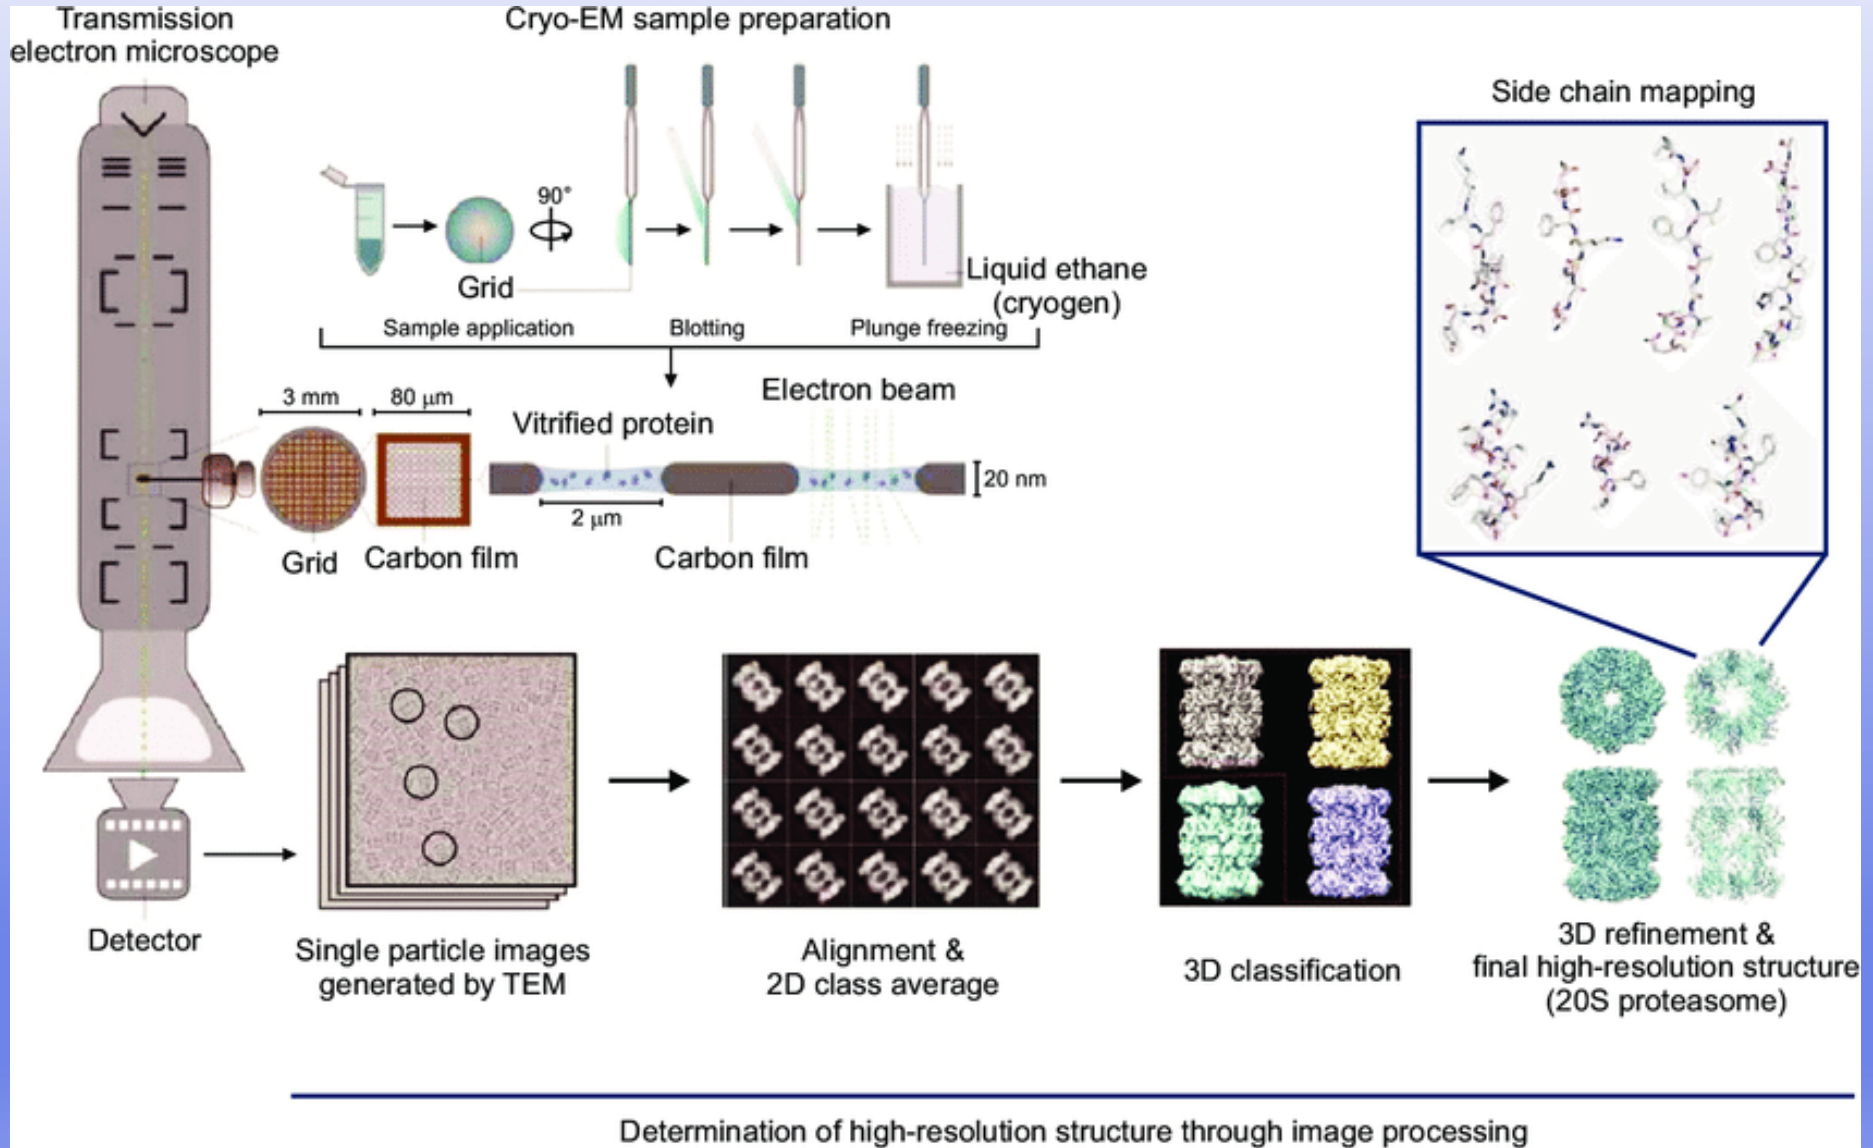 Transmission
electron microscope
Cryo-EM sample preparation
90°
Grid
Liquid ethane
(cryogen)
Sample application
Blotting
Plunge freezing
Side chain mapping
3 mm
80 μm
Vitrified protein
Electron beam
20 nm
2 μm
Grid
Carbon film
Carbon film
Detector
Single particle images
generated by TEM
Alignment &
2D class average
3D classification
3D refinement &
final high-resolution structure
(20S proteasome)
Determination of high-resolution structure through image processing